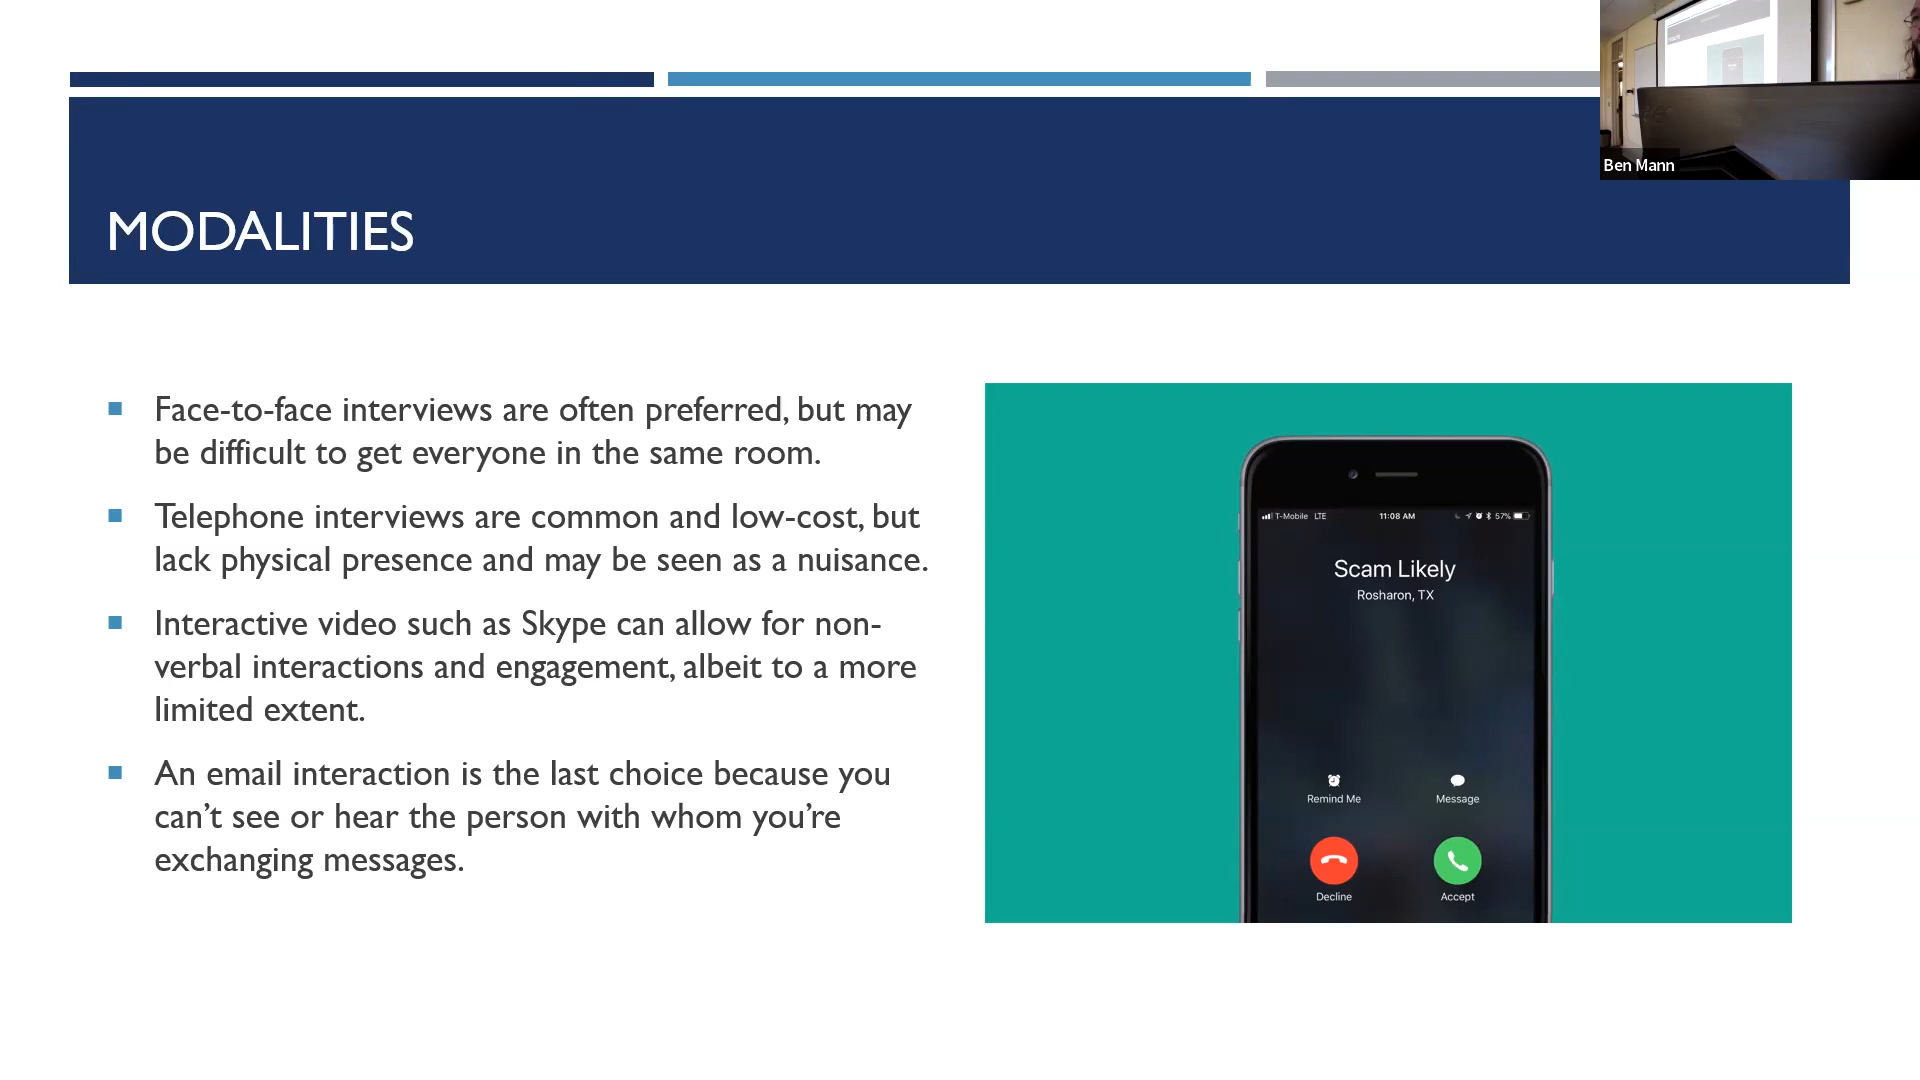 Ben Mann
MODALITIES
Face-to-face interviews are often preferred, but may
be difficult to get everyone in the same room.
Telephone interviews are common and low-cost, but
lack physical presence and may be seen as a nuisance.
Interactive video such as Skype can allow for non-
verbal interactions and engagement, albeit to a more
limited extent.
An email interaction is the last choice because you
can’t see or hear the person with whom you’re
exchanging messages.
T-Mobile LTE 11:08 AM 57%
Scam Likely
Rosharon, TX
Remind Me Message
Decline Accept